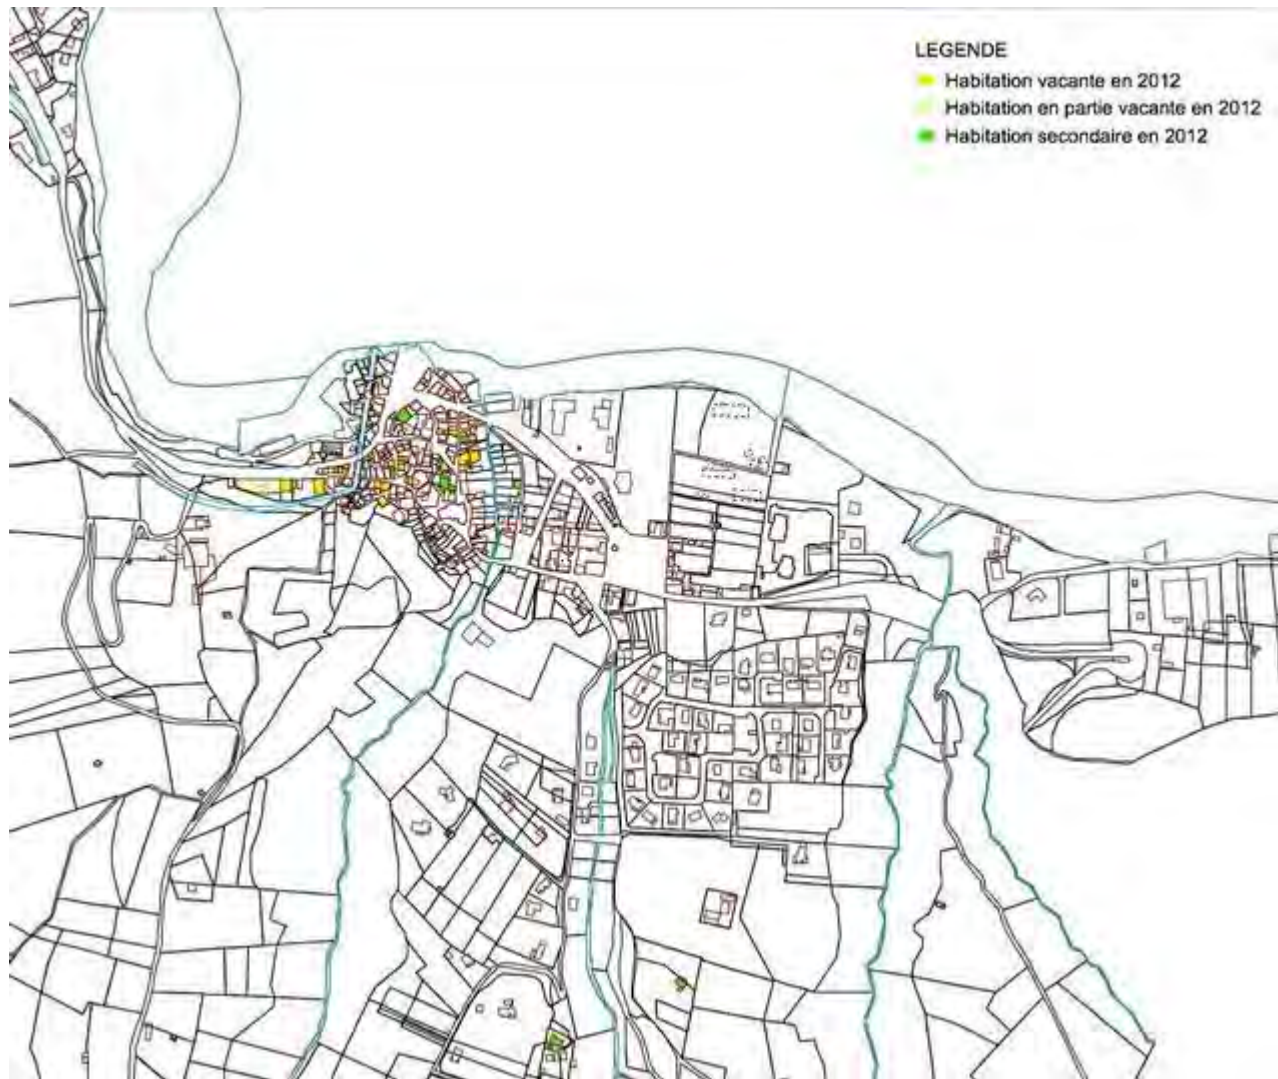 LEGENDE
Habitation vacante en 2012
Habitation en partie vacante en 2012
Habitation secondaire en 2012